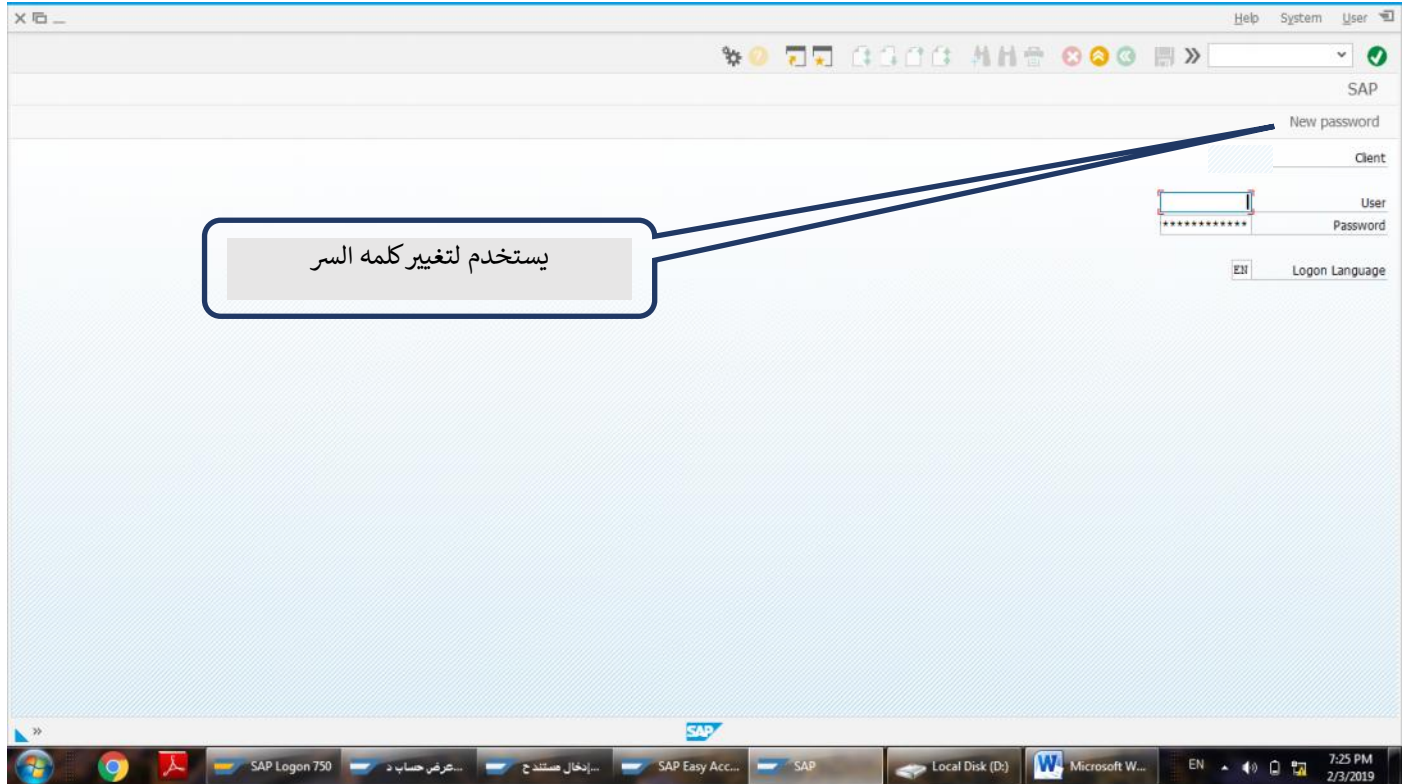 Help System User
SAP
New password
Client
User
************ Password
EN Logon Language
يستخدم لتغيير كلمه السر
SAP
SAP Logon 750
عرض حساب د...
إدخال مستند ح...
SAP Easy Acc...
SAP
Local Disk (D:)
Microsoft W...
EN
7:25 PM
2/3/2019